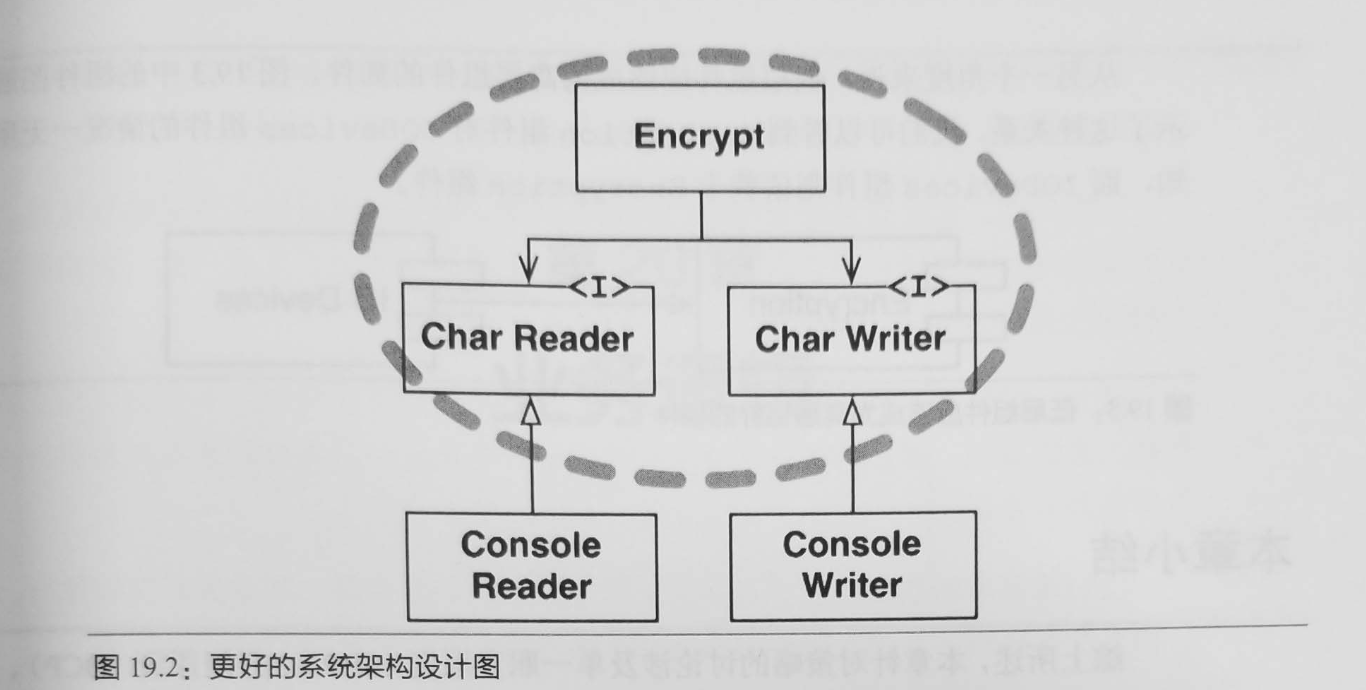 Encrypt
<I>
<I>
Char Reader
Char Writer
Console
Reader
Console
Writer
图 19.2：更好的系统架构设计图